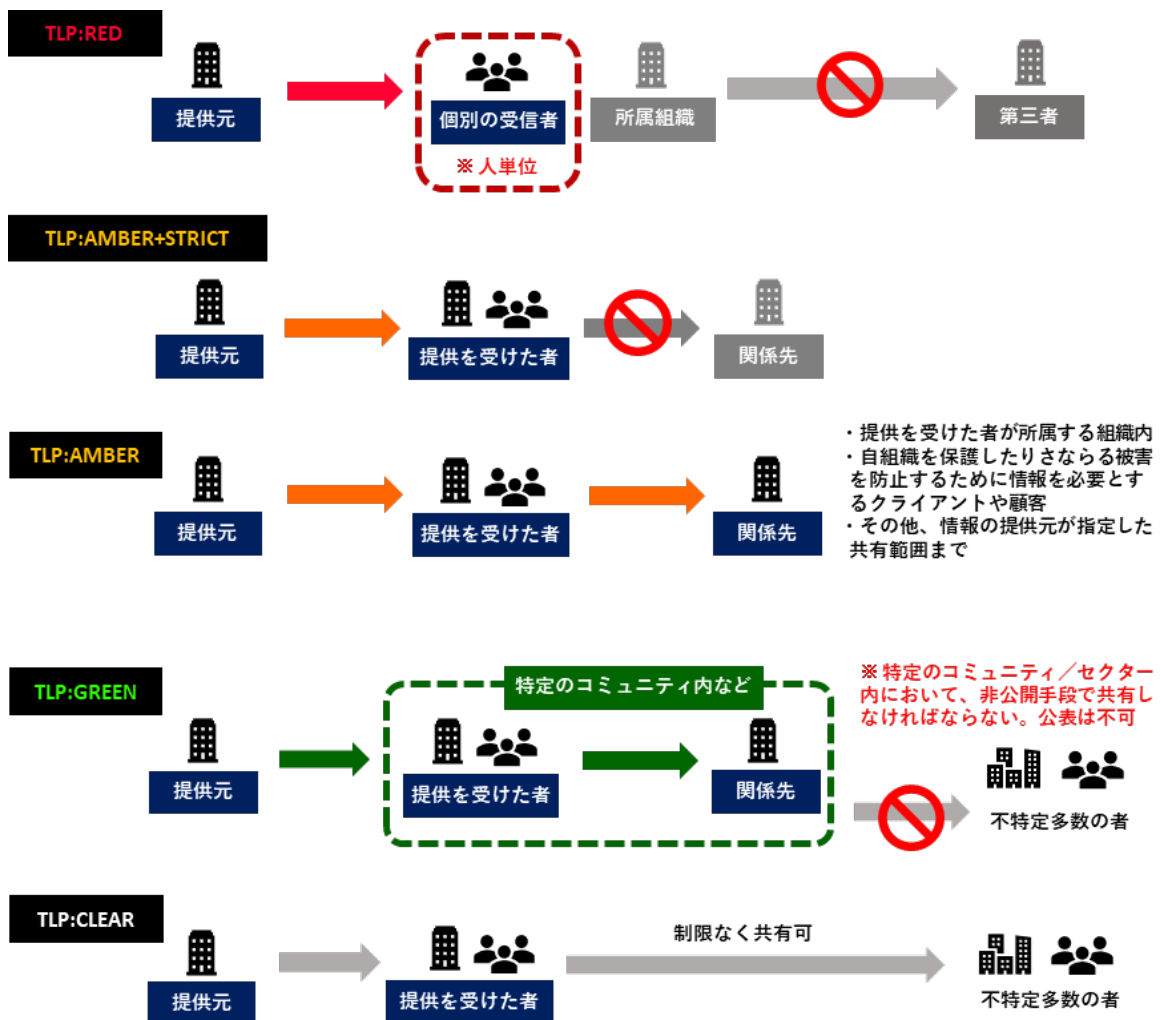 TLP:RED
提供元
個別の受信者
※ 人単位
所属組織
第三者
TLP:AMBER+STRICT
提供元
提供を受けた者
関係先
TLP:AMBER
提供元
提供を受けた者
関係先
・提供を受けた者が所属する組織内
・自組織を保護したりさならる被害
を防止するために情報を必要とす
るクライアントや顧客
・その他、情報の提供元が指定した
共有範囲まで
TLP:GREEN
提供元
特定のコミュニティ内など
提供を受けた者
関係先
※ 特定のコミュニティ／セクター
内において、非公開手段で共有し
なければならない。公表は不可
不特定多数の者
TLP:CLEAR
提供元
提供を受けた者
制限なく共有可
不特定多数の者